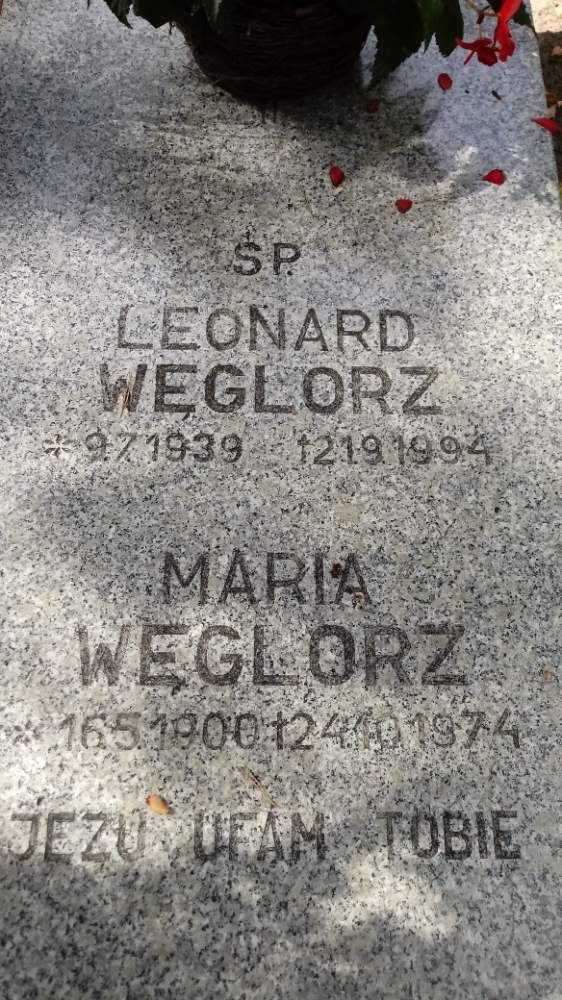 Ś.P.
LEONARD
WĘGLORZ
*9.7.1939 †21.9.1994
MARIA
WĘGLORZ
*16.5.1900 †24.10.1974
JEZU UFAM TOBIE